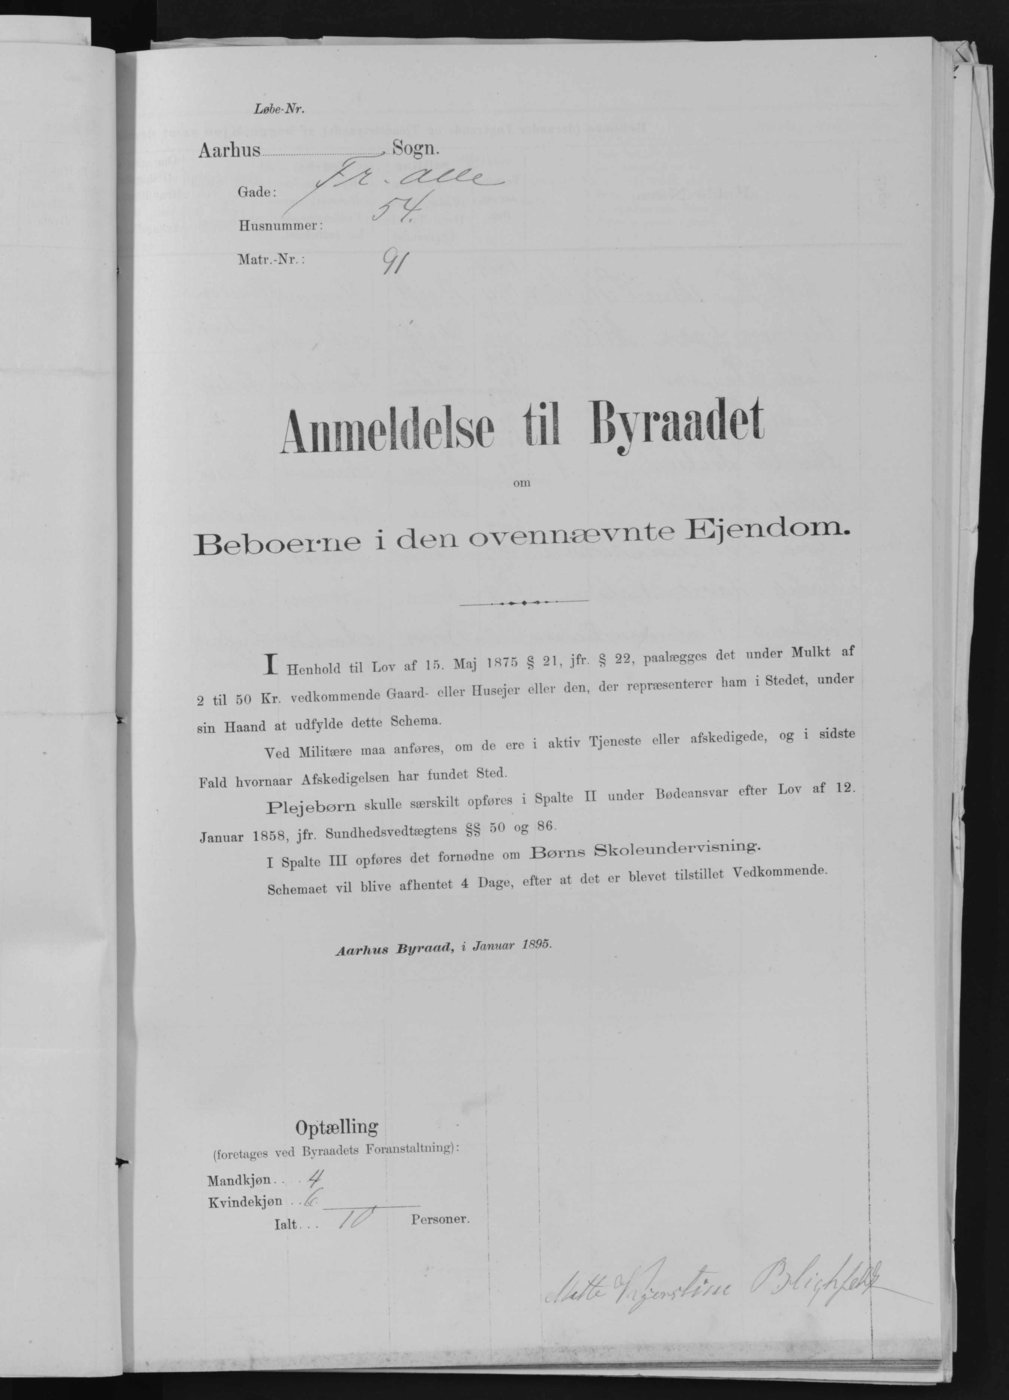 Løbe-Nr.
Aarhus Sogn.
Gade: Fr. Alle
Husnummer: 54.
Matr.-Nr.: 91
Anmeldelse til Byraadet
om
Beboerne i den ovennævnte Ejendom.
I Henhold til Lov af 15. Maj 1875 § 21, jfr. § 22, paalægges det under Mulkt af
2 til 50 Kr. vedkommende Gaard- eller Husejer eller den, der repræsenterer ham i Stedet, under
sin Haand at udfylde dette Schema.
Ved Militære maa anføres, om de ere i aktiv Tjeneste eller afskedigede, og i sidste
Fald hvornaar Afskedigelsen har fundet Sted.
Plejebørn skulle særskilt opføres i Spalte II under Bødeansvar efter Lov af 12.
Januar 1858, jfr. Sundhedsvedtægtens §§ 50 og 86.
I Spalte III opføres det fornødne om Børns Skoleundervisning.
Schemaet vil blive afhentet 4 Dage, efter at det er blevet tilstillet Vedkommende.
Aarhus Byraad, i Januar 1895.
Optælling
(foretages ved Byraadets Foranstaltning):
Mandkjøn . . . 4
Kvindekjøn . . 6
Ialt . . . 10 Personer.
Mette Kjerstine Blichfeldt